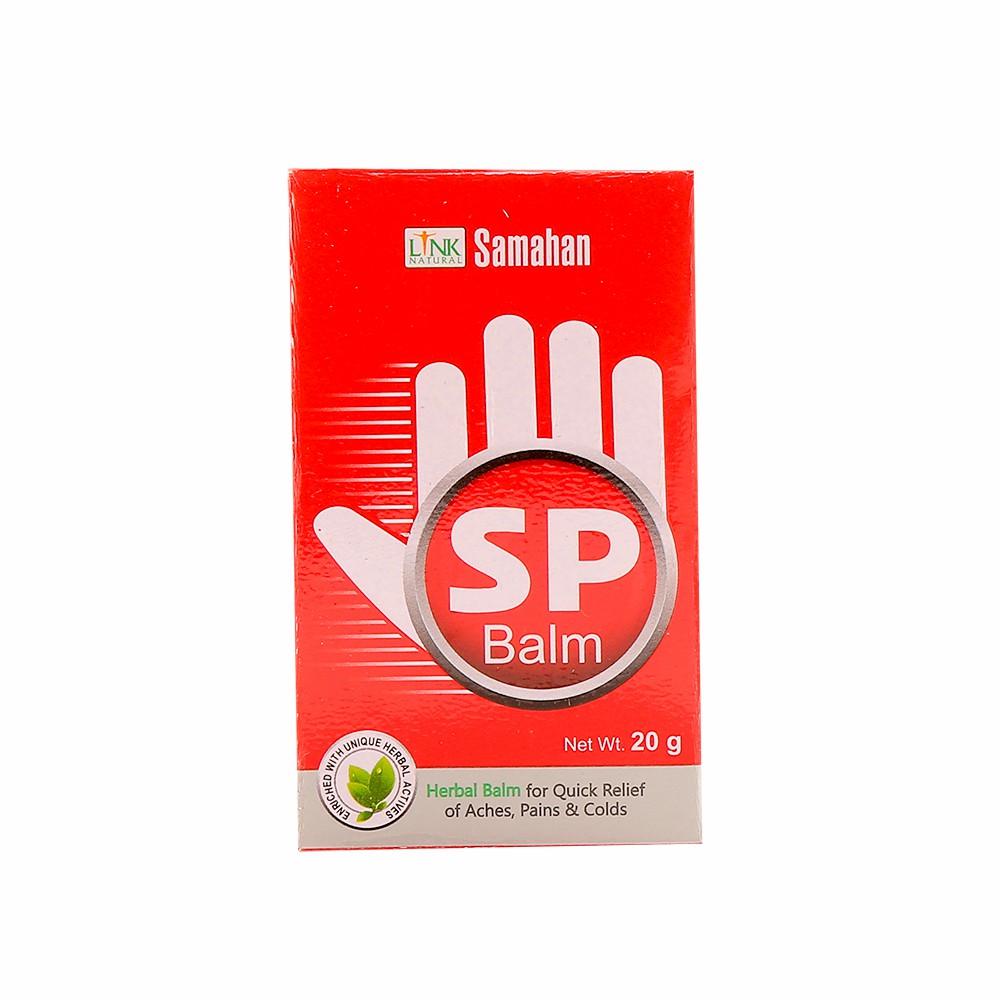 LINK
NATURAL
Samahan
SP
Balm
Net Wt. 20 g
ENRICHED WITH UNIQUE HERBAL ACTIVES
Herbal Balm for Quick Relief
of Aches, Pains & Colds